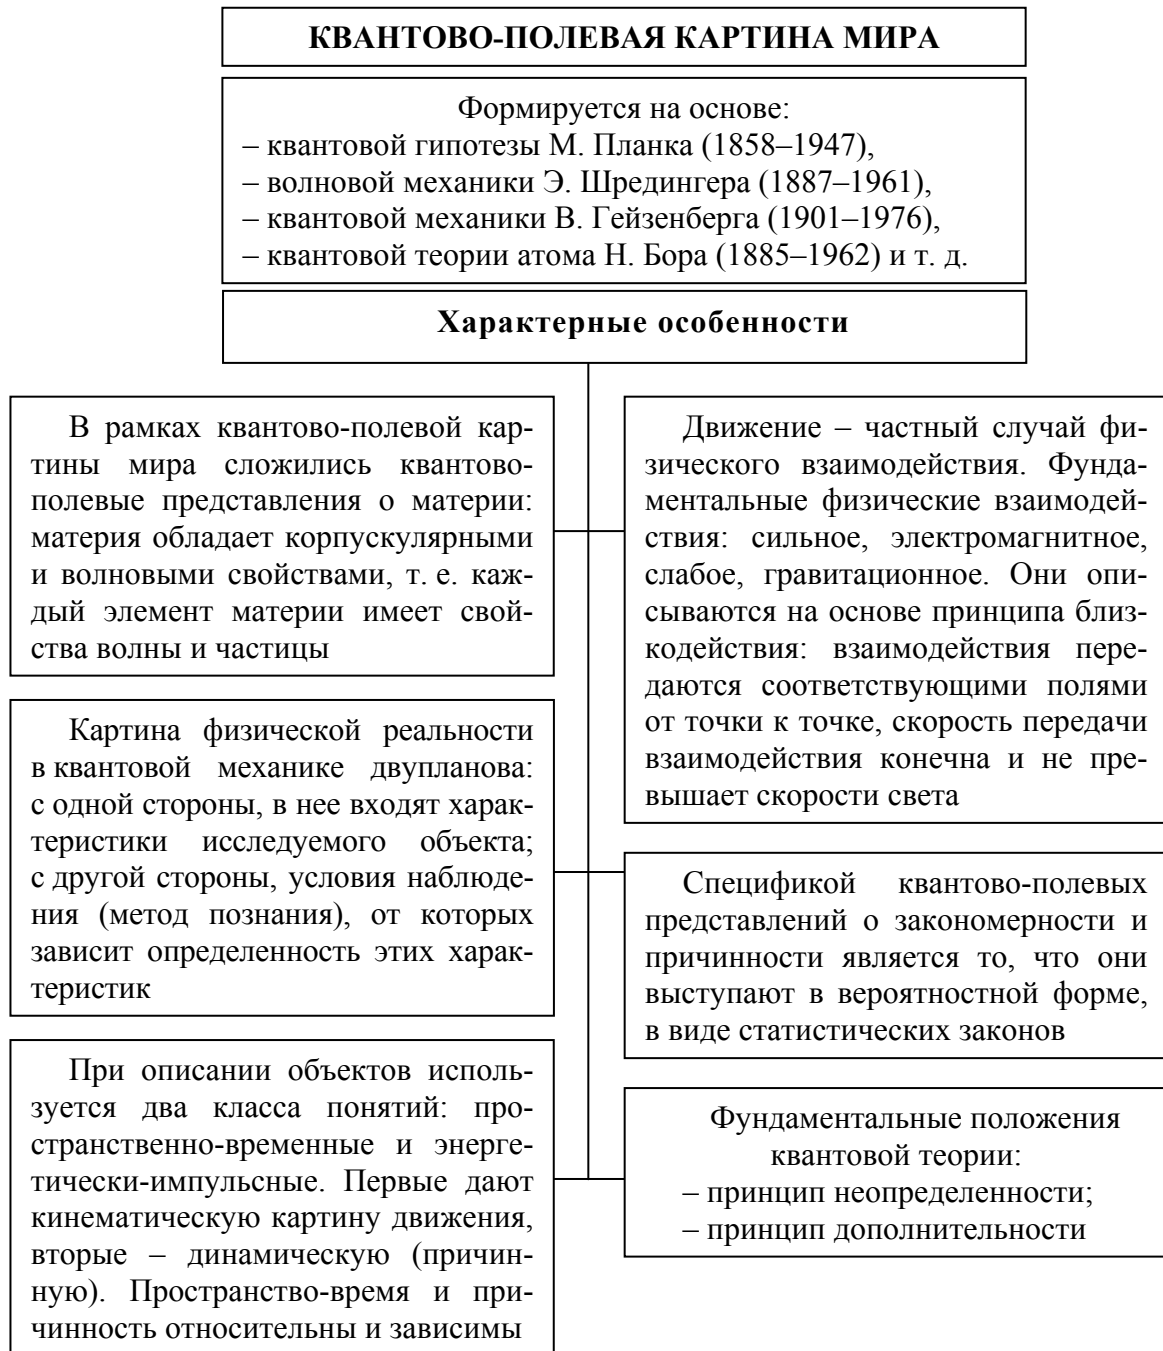 КВАНТОВО-ПОЛЕВАЯ КАРТИНА МИРА
Формируется на основе:
– квантовой гипотезы М. Планка (1858–1947),
– волновой механики Э. Шредингера (1887–1961),
– квантовой механики В. Гейзенберга (1901–1976),
– квантовой теории атома Н. Бора (1885–1962) и т. д.
Характерные особенности
В рамках квантово-полевой кар-
тины мира сложились квантово-
полевые представления о материи:
материя обладает корпускулярными
и волновыми свойствами, т. е. каж-
дый элемент материи имеет свой-
ства волны и частицы
Картина физической реальности
в квантовой механике двупланова:
с одной стороны, в нее входят харак-
теристики исследуемого объекта;
с другой стороны, условия наблюде-
ния (метод познания), от которых
зависит определенность этих харак-
теристик
При описании объектов исполь-
зуется два класса понятий: про-
странственно-временные и энерге-
тически-импульсные. Первые дают
кинематическую картину движения,
вторые – динамическую (причин-
ную). Пространство-время и при-
чинность относительны и зависимы
Движение – частный случай фи-
зического взаимодействия. Фунда-
ментальные физические взаимодей-
ствия: сильное, электромагнитное,
слабое, гравитационное. Они опи-
сываются на основе принципа близ-
кодействия: взаимодействия пере-
даются соответствующими полями
от точки к точке, скорость передачи
взаимодействия конечна и не пре-
вышает скорости света
Спецификой квантово-полевых
представлений о закономерности и
причинности является то, что они
выступают в вероятностной форме,
в виде статистических законов
Фундаментальные положения
квантовой теории:
– принцип неопределенности;
– принцип дополнительности